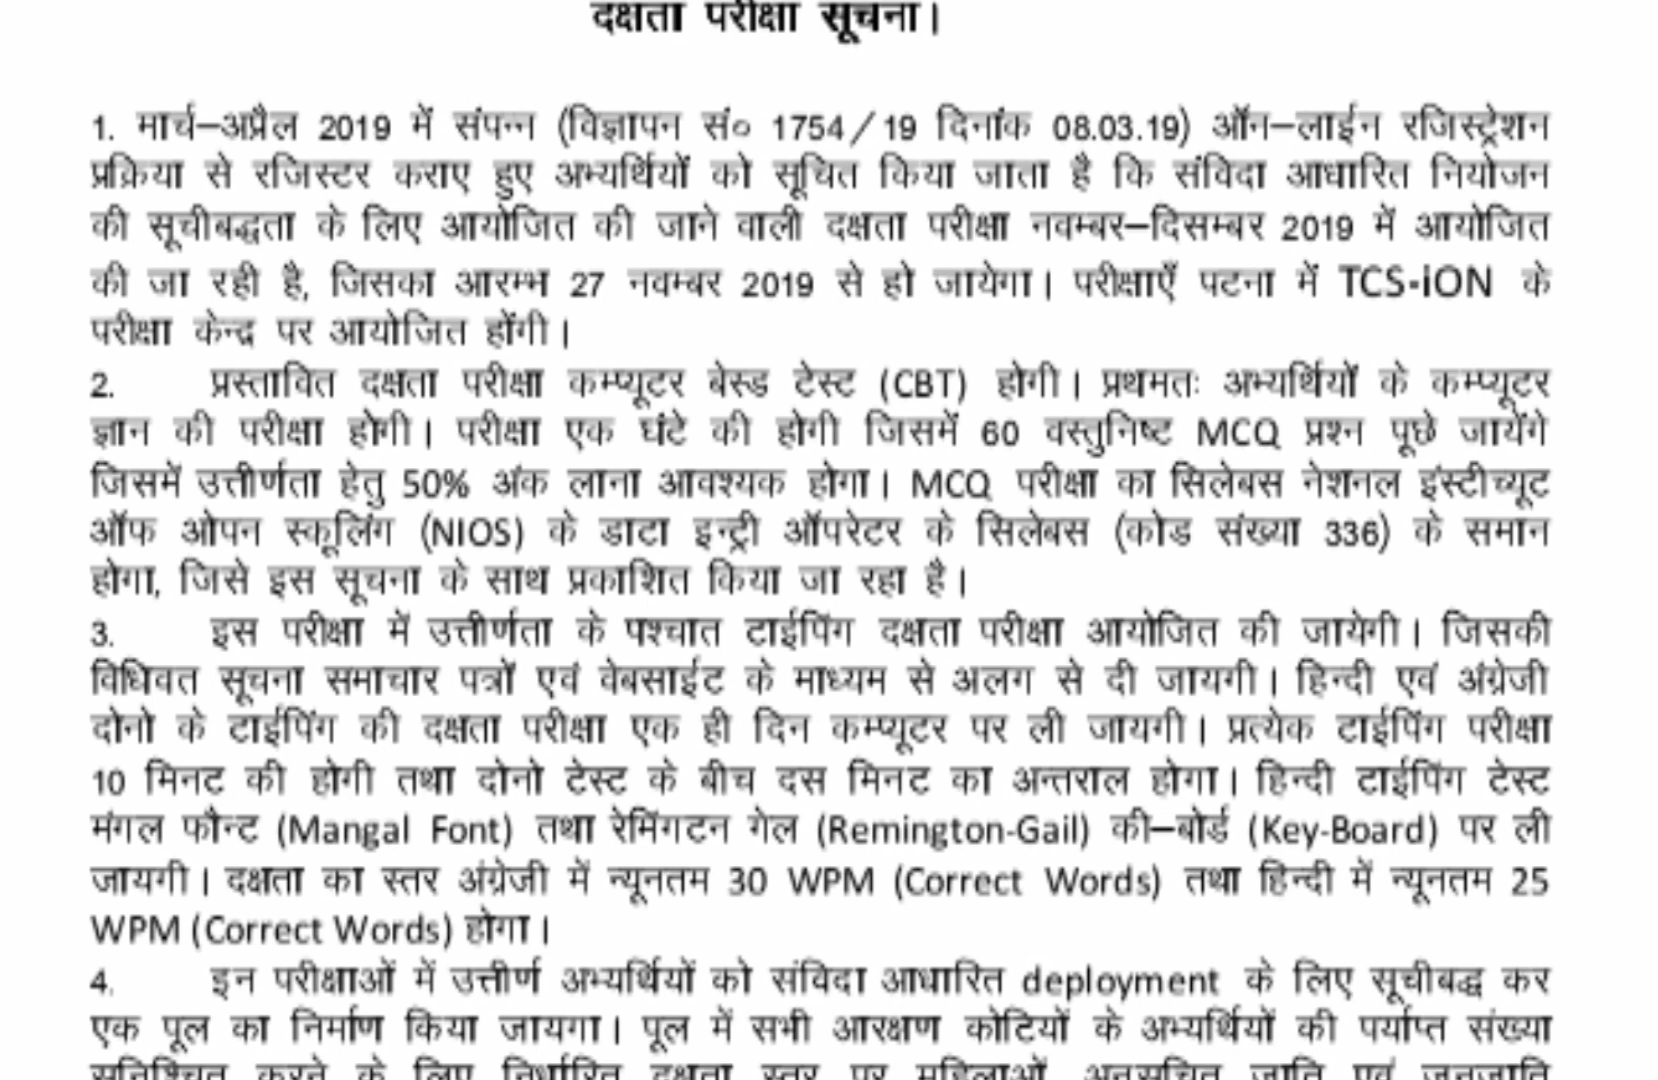 दक्षता परीक्षा सूचना।
1. मार्च–अप्रैल 2019 में संपन्न (विज्ञापन सं० 1754/19 दिनांक 08.03.19) ऑन–लाईन रजिस्ट्रेशन
प्रक्रिया से रजिस्टर कराए हुए अभ्यर्थियों को सूचित किया जाता है कि संविदा आधारित नियोजन
की सूचीबद्धता के लिए आयोजित की जाने वाली दक्षता परीक्षा नवम्बर–दिसम्बर 2019 में आयोजित
की जा रही है, जिसका आरम्भ 27 नवम्बर 2019 से हो जायेगा। परीक्षाएँ पटना में TCS-iON के
परीक्षा केन्द्र पर आयोजित होंगी।
2. प्रस्तावित दक्षता परीक्षा कम्प्यूटर बेस्ड टेस्ट (CBT) होगी। प्रथमतः अभ्यर्थियों के कम्प्यूटर
ज्ञान की परीक्षा होगी। परीक्षा एक घंटे की होगी जिसमें 60 वस्तुनिष्ट MCQ प्रश्न पूछे जायेंगे
जिसमें उत्तीर्णता हेतु 50% अंक लाना आवश्यक होगा। MCQ परीक्षा का सिलेबस नेशनल इंस्टीच्यूट
ऑफ ओपन स्कूलिंग (NIOS) के डाटा इन्ट्री ऑपरेटर के सिलेबस (कोड संख्या 336) के समान
होगा, जिसे इस सूचना के साथ प्रकाशित किया जा रहा है।
3. इस परीक्षा में उत्तीर्णता के पश्चात टाईपिंग दक्षता परीक्षा आयोजित की जायेगी। जिसकी
विधिवत सूचना समाचार पत्रों एवं वेबसाईट के माध्यम से अलग से दी जायगी। हिन्दी एवं अंग्रेजी
दोनो के टाईपिंग की दक्षता परीक्षा एक ही दिन कम्प्यूटर पर ली जायगी। प्रत्येक टाईपिंग परीक्षा
10 मिनट की होगी तथा दोनो टेस्ट के बीच दस मिनट का अन्तराल होगा। हिन्दी टाईपिंग टेस्ट
मंगल फौन्ट (Mangal Font) तथा रेमिंगटन गेल (Remington-Gail) की–बोर्ड (Key-Board) पर ली
जायगी। दक्षता का स्तर अंग्रेजी में न्यूनतम 30 WPM (Correct Words) तथा हिन्दी में न्यूनतम 25
WPM (Correct Words) होगा।
4. इन परीक्षाओं में उत्तीर्ण अभ्यर्थियों को संविदा आधारित deployment के लिए सूचीबद्ध कर
एक पूल का निर्माण किया जायगा। पूल में सभी आरक्षण कोटियों के अभ्यर्थियों की पर्याप्त संख्या
सुनिश्चित करने के लिए निर्धारित दक्षता स्तर पर महिलाओं, अनुसूचित जाति एवं जनजाति